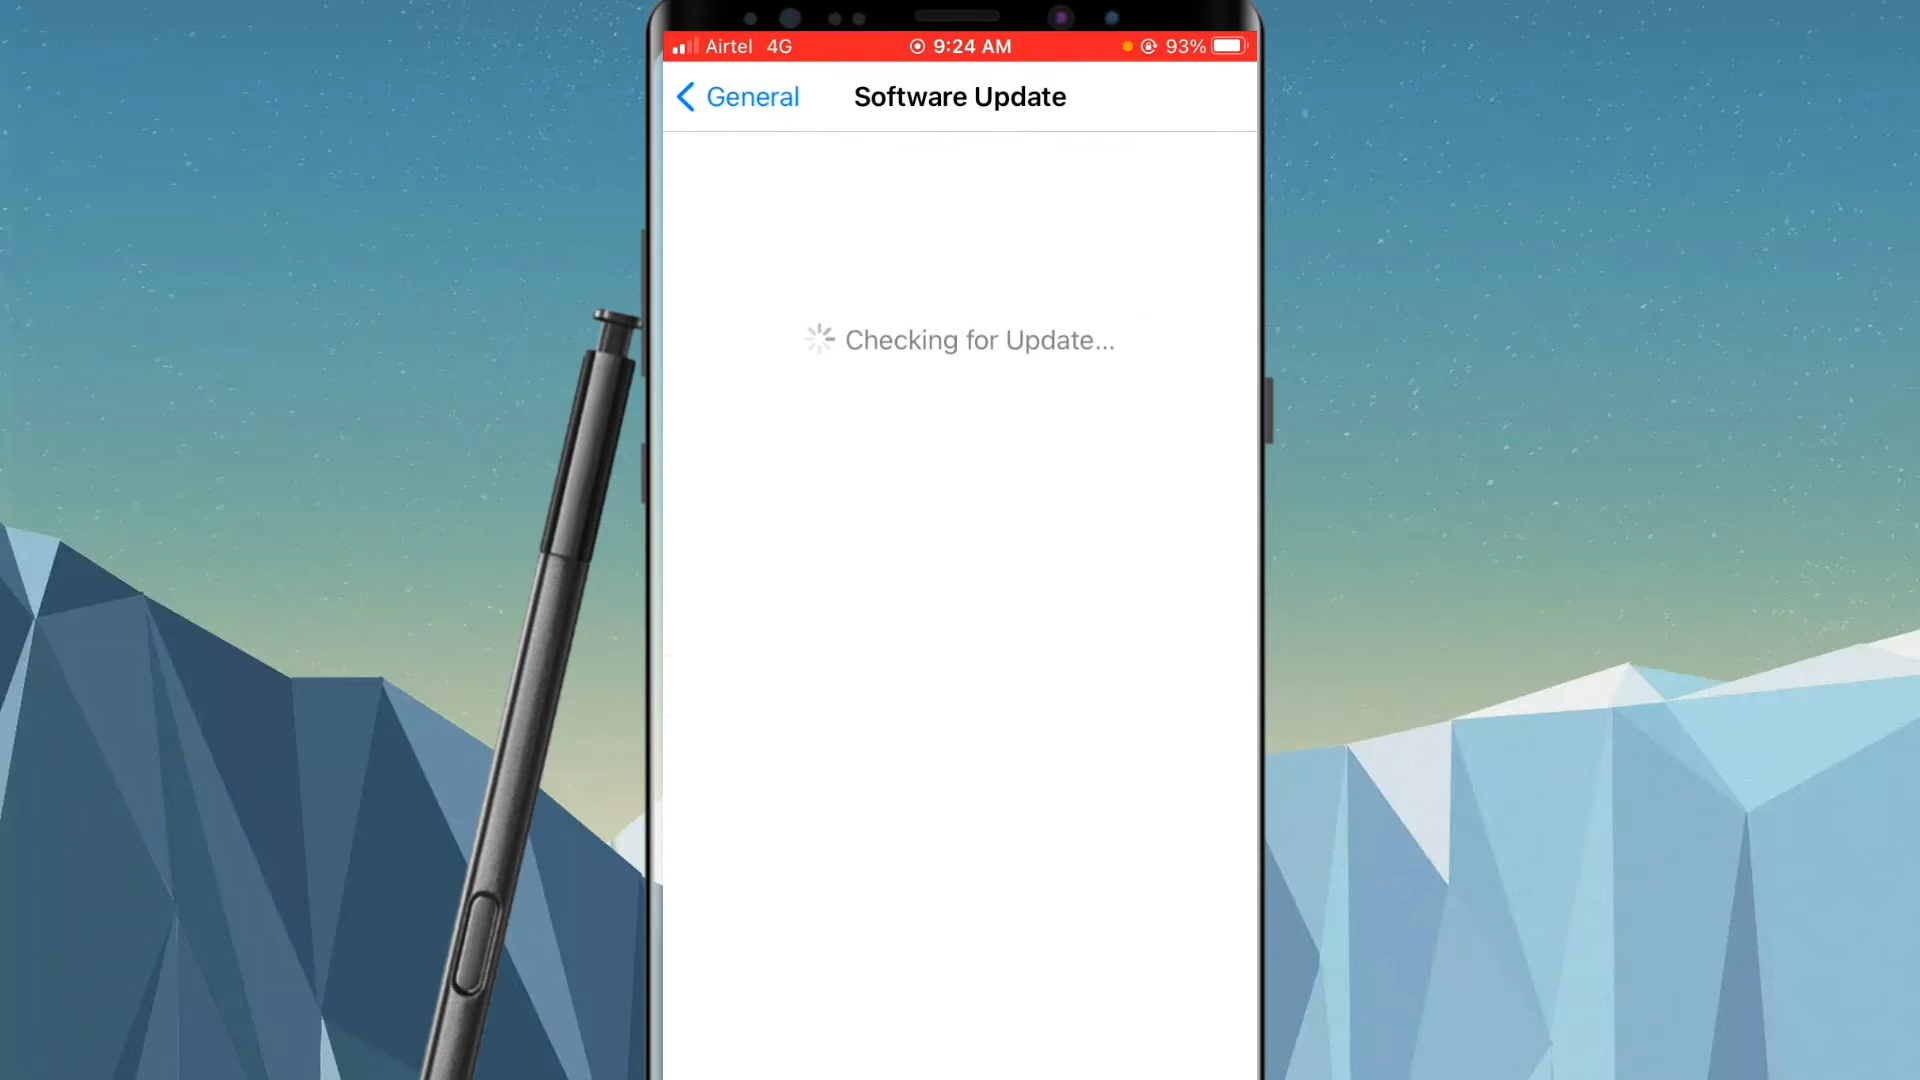 Airtel 4G 9:24 AM 93%
General Software Update
Checking for Update...